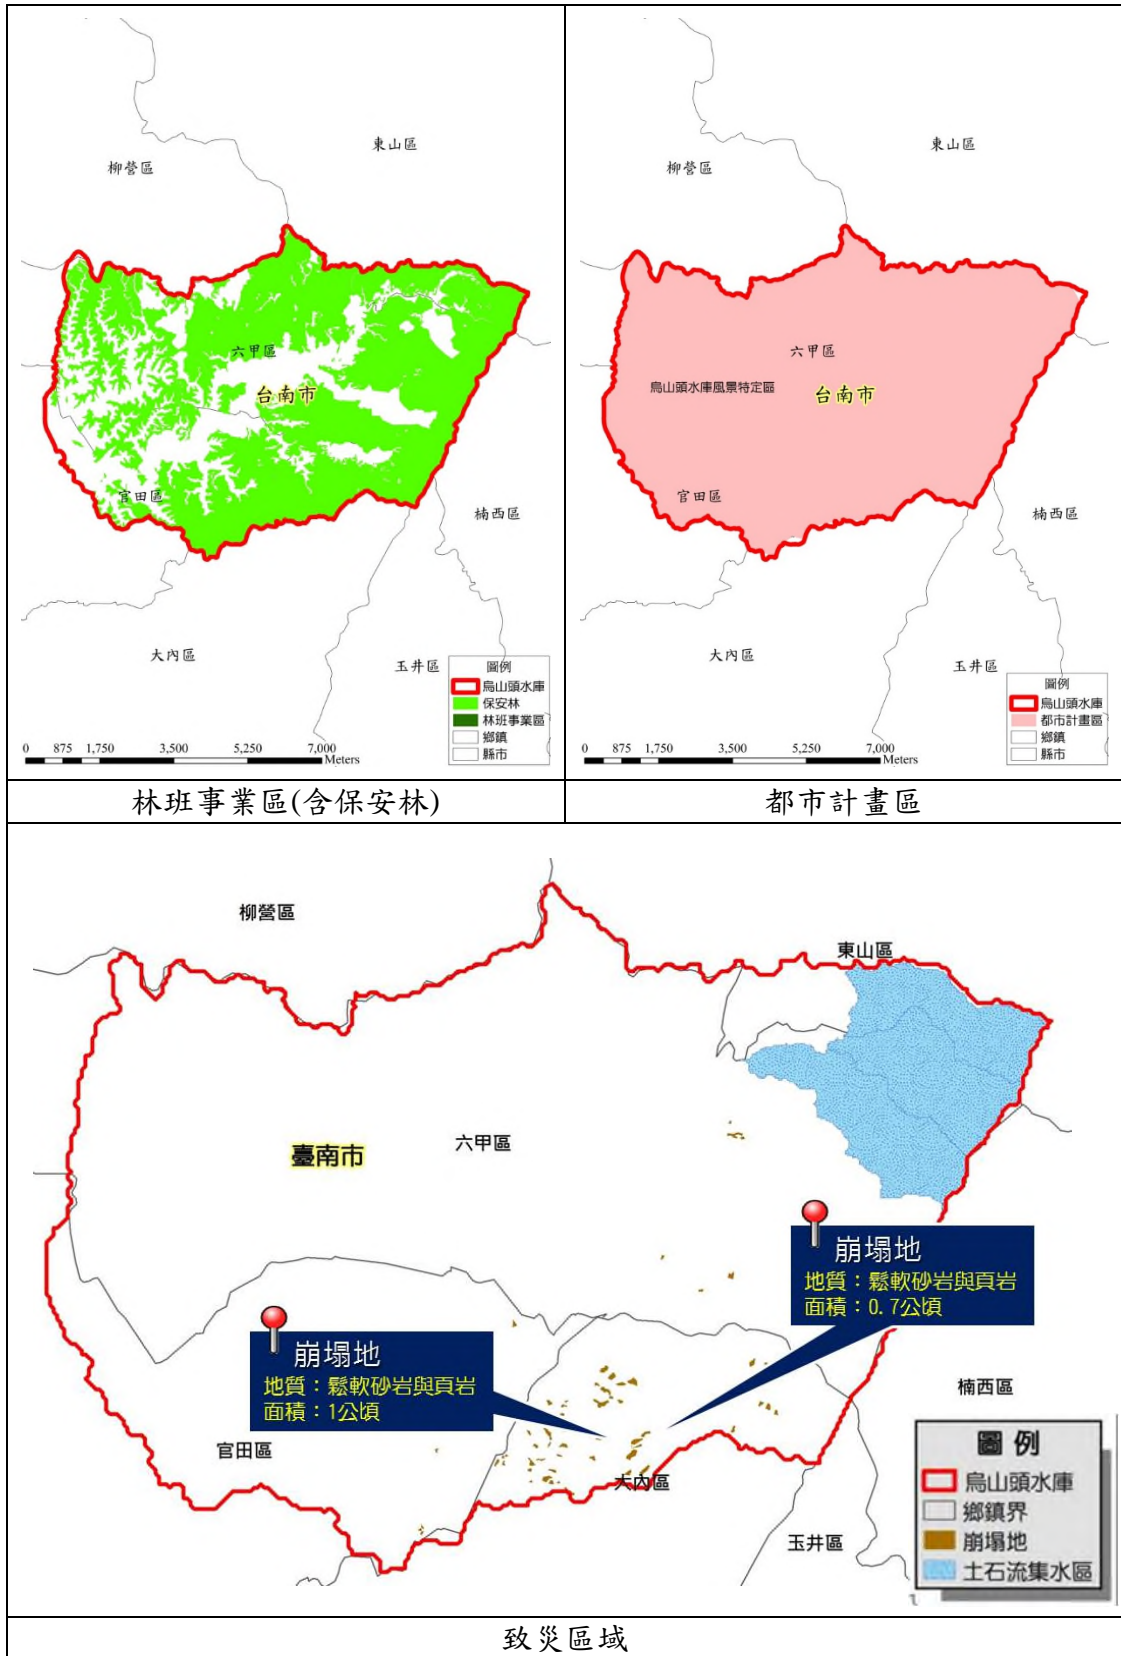 東山區
柳營區
六甲區
台南市
官田區
楠西區
大內區
玉井區
圖例
烏山頭水庫
保安林
林班事業區
鄉鎮
縣市
0 875 1,750 3,500 5,250 7,000
Meters
林班事業區(含保安林)
東山區
柳營區
六甲區
烏山頭水庫風景特定區
台南市
官田區
楠西區
大內區
玉井區
圖例
烏山頭水庫
都市計畫區
鄉鎮
縣市
0 875 1,750 3,500 5,250 7,000
Meters
都市計畫區
柳營區
東山區
六甲區
臺南市
崩塌地
地質：鬆軟砂岩與頁岩
面積：0.7公頃
崩塌地
地質：鬆軟砂岩與頁岩
面積：1公頃
楠西區
官田區
大內區
玉井區
圖例
烏山頭水庫
鄉鎮界
崩塌地
土石流集水區
致災區域